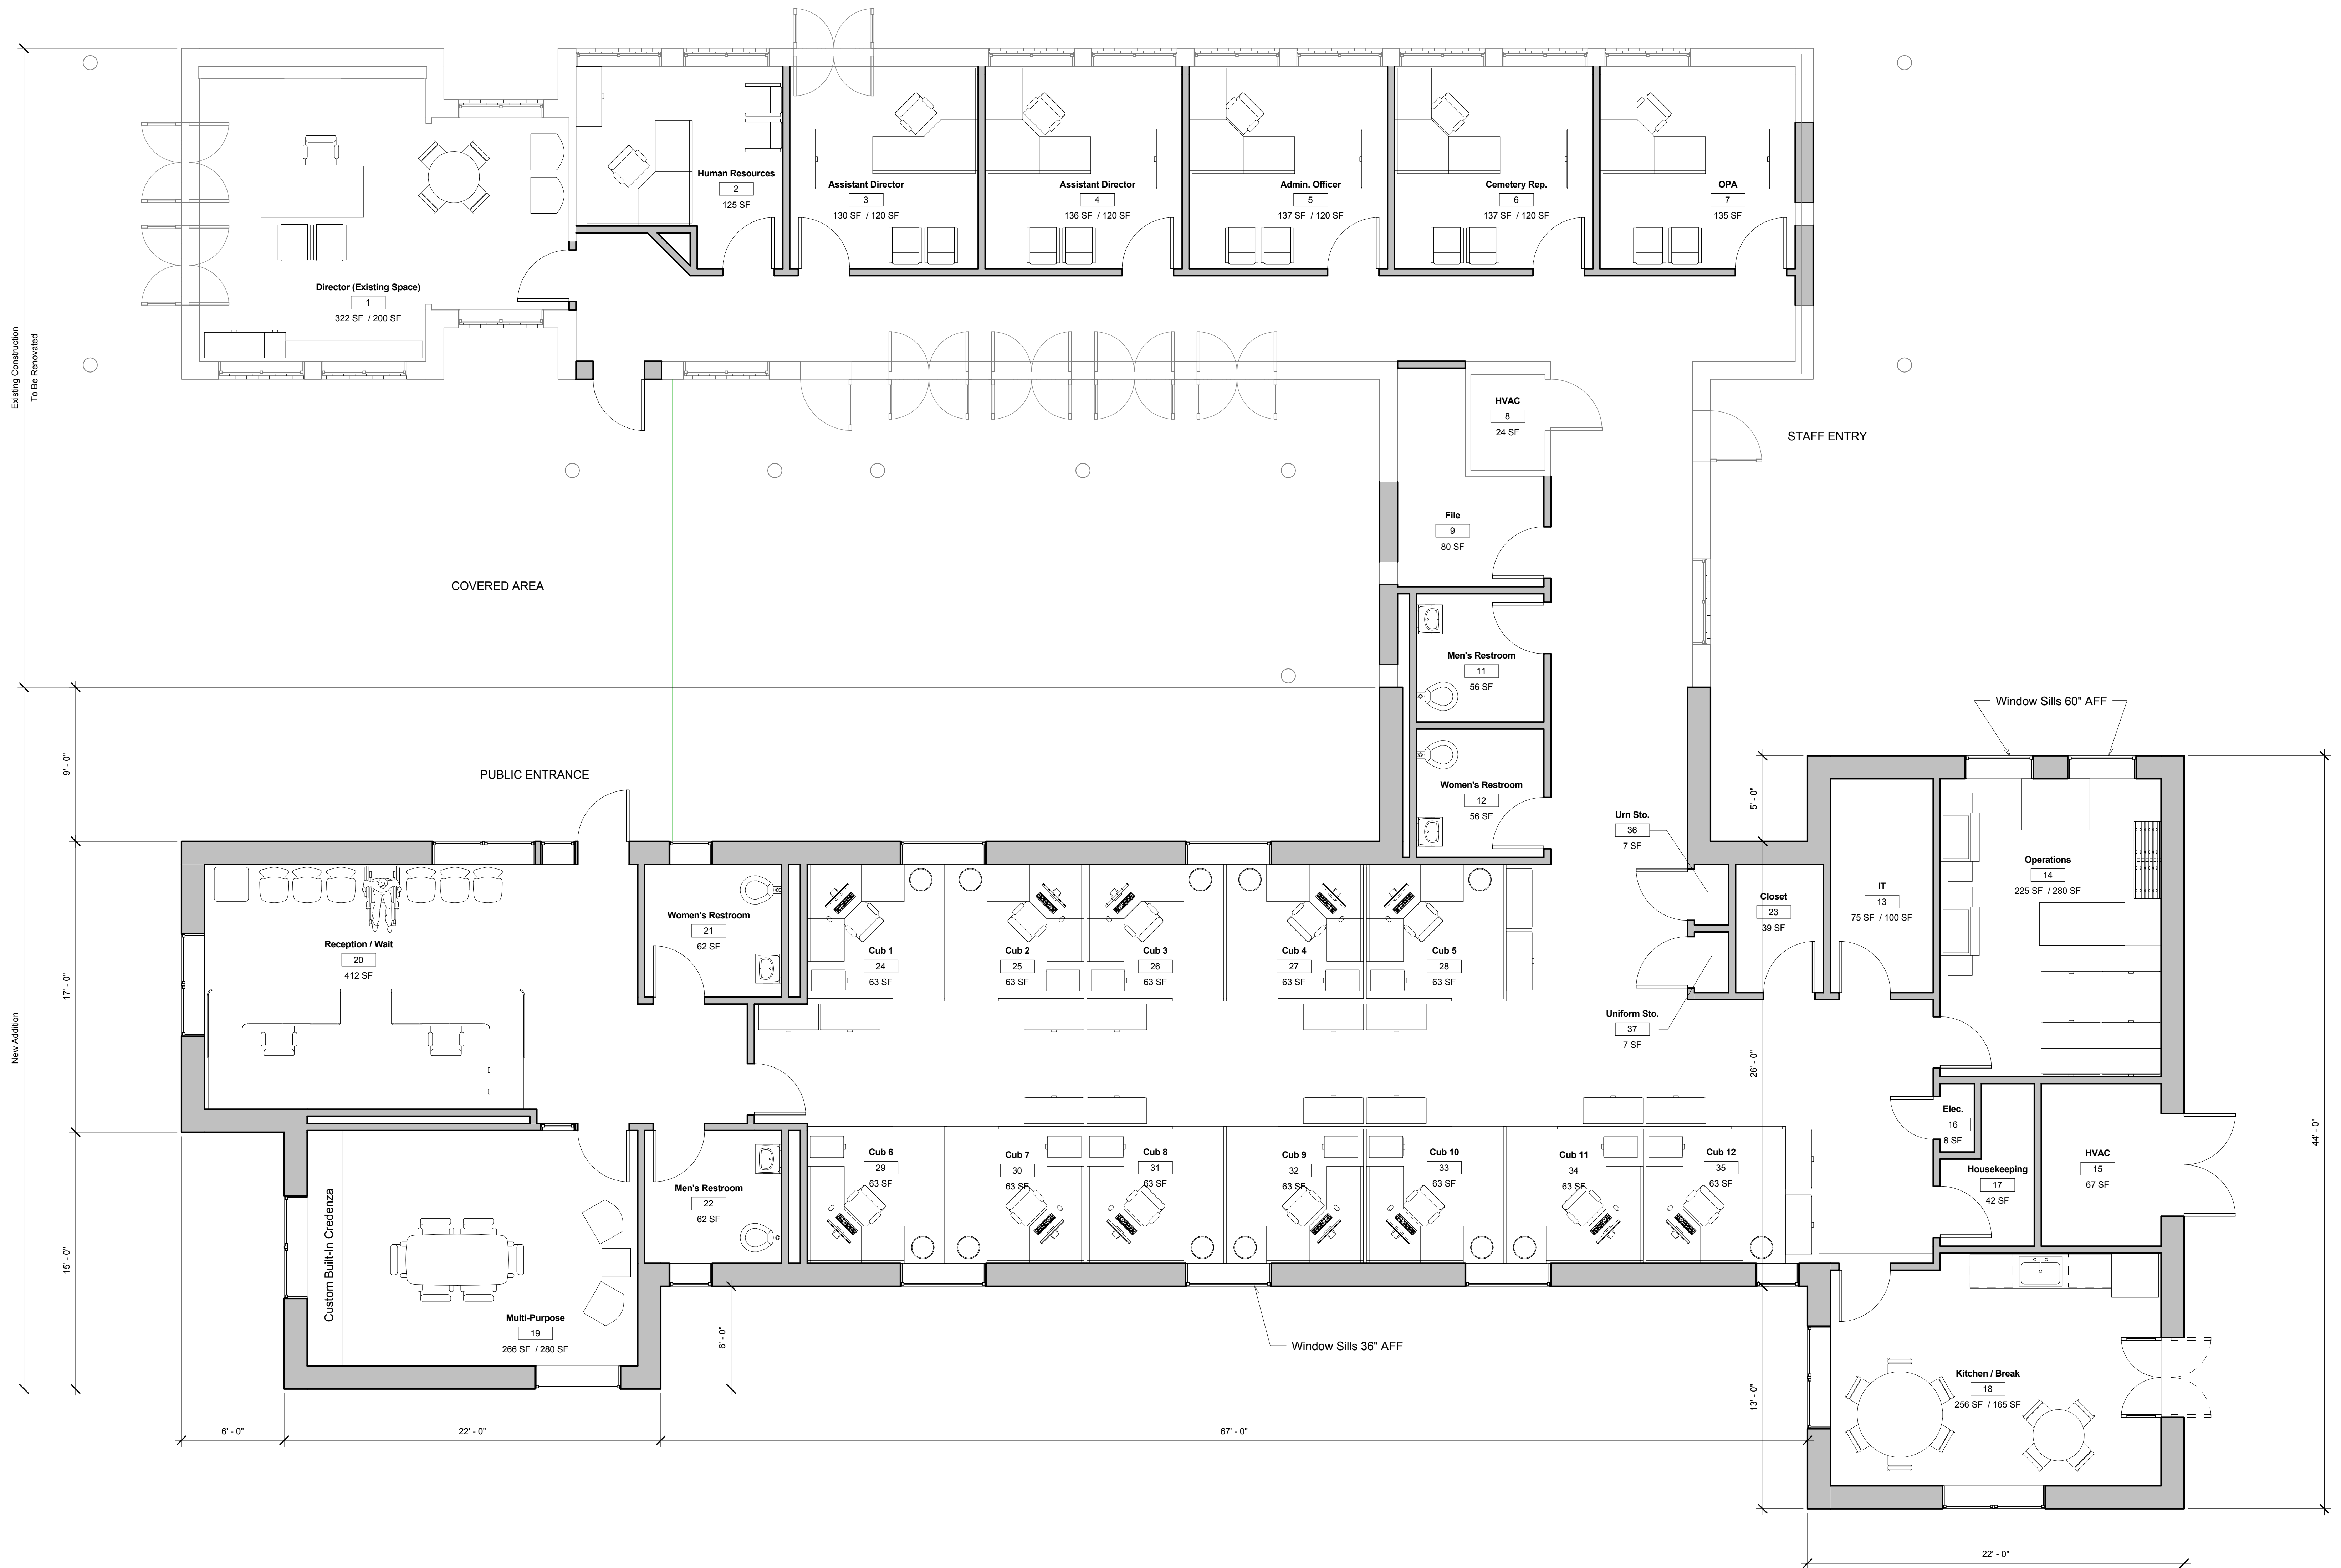 Existing Construction
To Be Renovated
Director (Existing Space)
1
322 SF / 200 SF
Human Resources
2
125 SF
Assistant Director
3
130 SF / 120 SF
Assistant Director
4
136 SF / 120 SF
Admin. Officer
5
137 SF / 120 SF
Cemetery Rep.
6
137 SF / 120 SF
OPA
7
135 SF
HVAC
8
24 SF
STAFF ENTRY
File
9
80 SF
COVERED AREA
Men's Restroom
11
56 SF
Window Sills 60" AFF
9' - 0"
PUBLIC ENTRANCE
Women's Restroom
12
56 SF
5' - 0"
Urn Sto.
36
7 SF
Operations
14
225 SF / 280 SF
IT
13
75 SF / 100 SF
Closet
23
39 SF
Women's Restroom
21
62 SF
Reception / Wait
20
412 SF
Cub 1
24
63 SF
Cub 2
25
63 SF
Cub 3
26
63 SF
Cub 4
27
63 SF
Cub 5
28
63 SF
17' - 0"
New Addition
Uniform Sto.
37
7 SF
26' - 0"
Elec.
16
8 SF
44' - 0"
Cub 6
29
63 SF
Cub 7
30
63 SF
Cub 8
31
63 SF
Cub 9
32
63 SF
Cub 10
33
63 SF
Cub 11
34
63 SF
Cub 12
35
63 SF
HVAC
15
67 SF
Housekeeping
17
42 SF
Men's Restroom
22
62 SF
Custom Built-In Credenza
15' - 0"
Multi-Purpose
19
266 SF / 280 SF
6' - 0"
Window Sills 36" AFF
Kitchen / Break
18
256 SF / 165 SF
13' - 0"
6' - 0"
22' - 0"
67' - 0"
22' - 0"